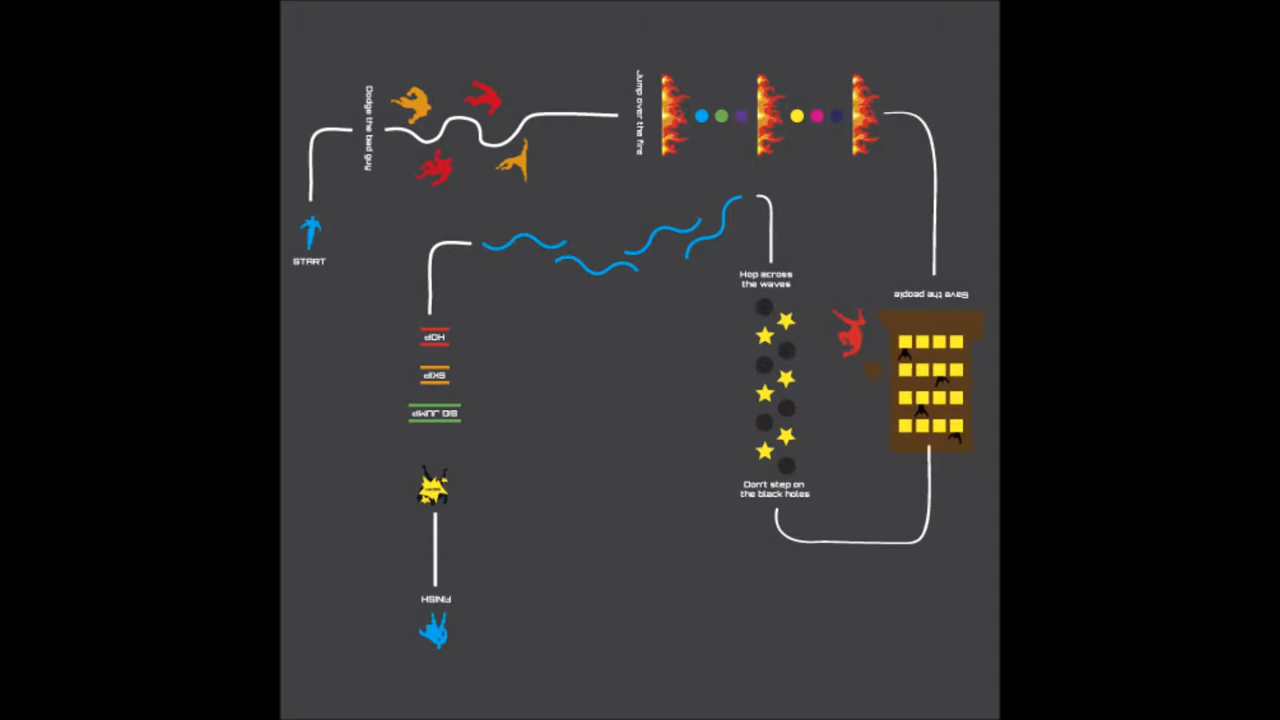 START
Dodge the bad guy
Jump over the fire
Save the people
Don't step on
the black holes
Hop across
the waves
HOP
SKIP
BIG JUMP
FINISH